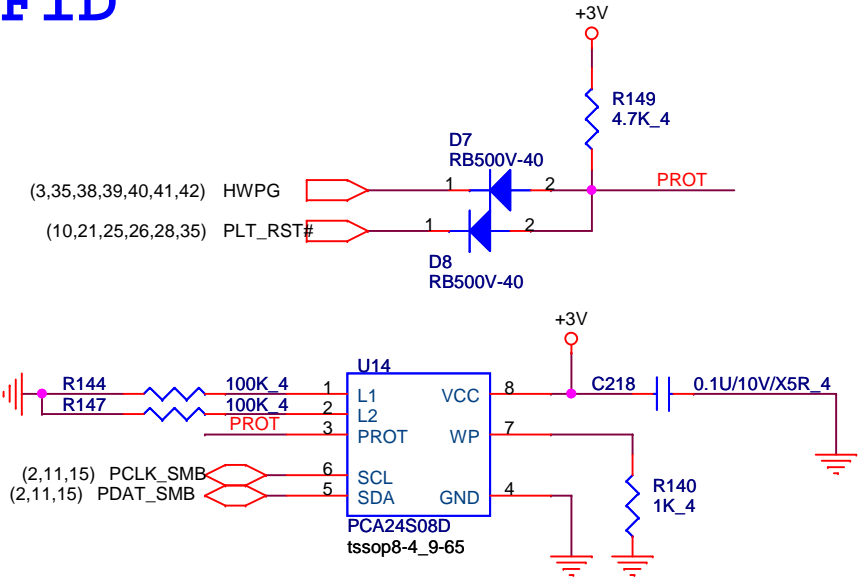 +3V
R149
4.7K_4
D7
RB500V-40
(3,35,38,39,40,41,42) HWPG
1
2
PROT
(10,21,25,26,28,35) PLT_RST#
1
2
D8
RB500V-40
+3V
U14
R144 100K_4
1
L1
VCC
8
C218
0.1U/10V/X5R_4
R147 100K_4
2
L2
PROT
3
PROT
WP
7
(2,11,15) PCLK_SMB
6
SCL
(2,11,15) PDAT_SMB
5
SDA
GND
4
R140
1K_4
PCA24S08D
tssop8-4_9-65